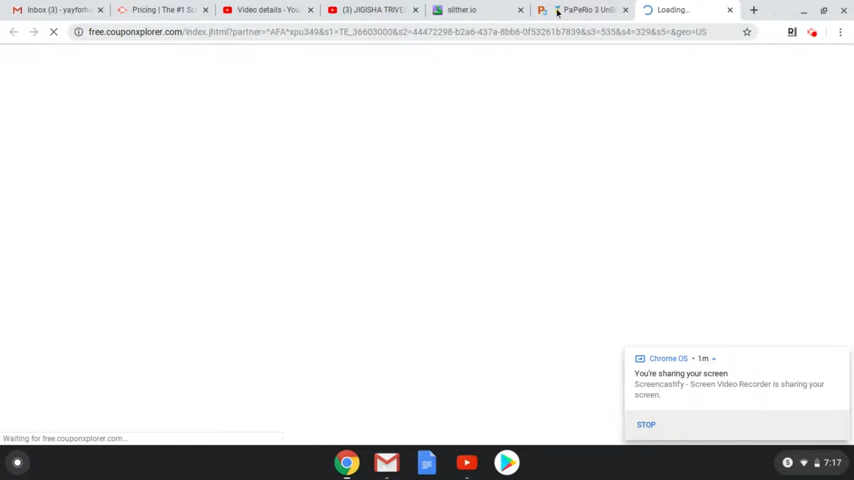 Inbox (3) - yayfor
Pricing | The #1 Sc
Video details - You
(3) JIGISHA TRIVE
slither.io
PaPeRio 3 UnB
Loading...
free.couponxplorer.com/index.jhtml?partner=^AFA^xpu349&s1=TE_36603000&s2=44472298-b2a6-437a-8bb6-0f53261b7839&s3=535&s4=329&s5=&geo=US
Chrome OS • 1m
You're sharing your screen
Screencastify - Screen Video Recorder is sharing your
screen.
STOP
Waiting for free.couponxplorer.com...
5
7:17